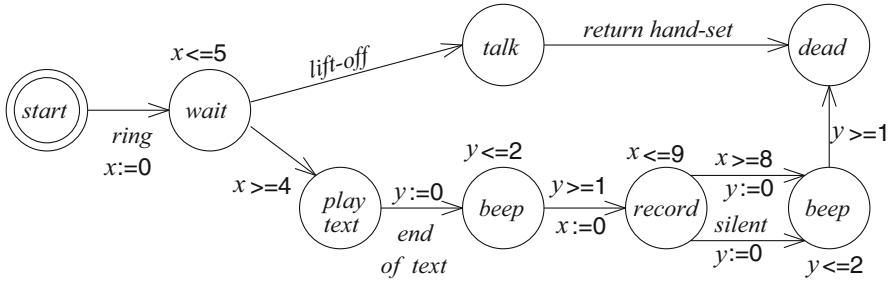 talk
return hand-set
dead
x<=5
lift-off
start
ring
x:=0
wait
y>=1
y<=2
x<=9
x>=8
x>=4
play
text
y:=0
end
of text
beep
y>=1
x:=0
record
y:=0
silent
y:=0
beep
y<=2